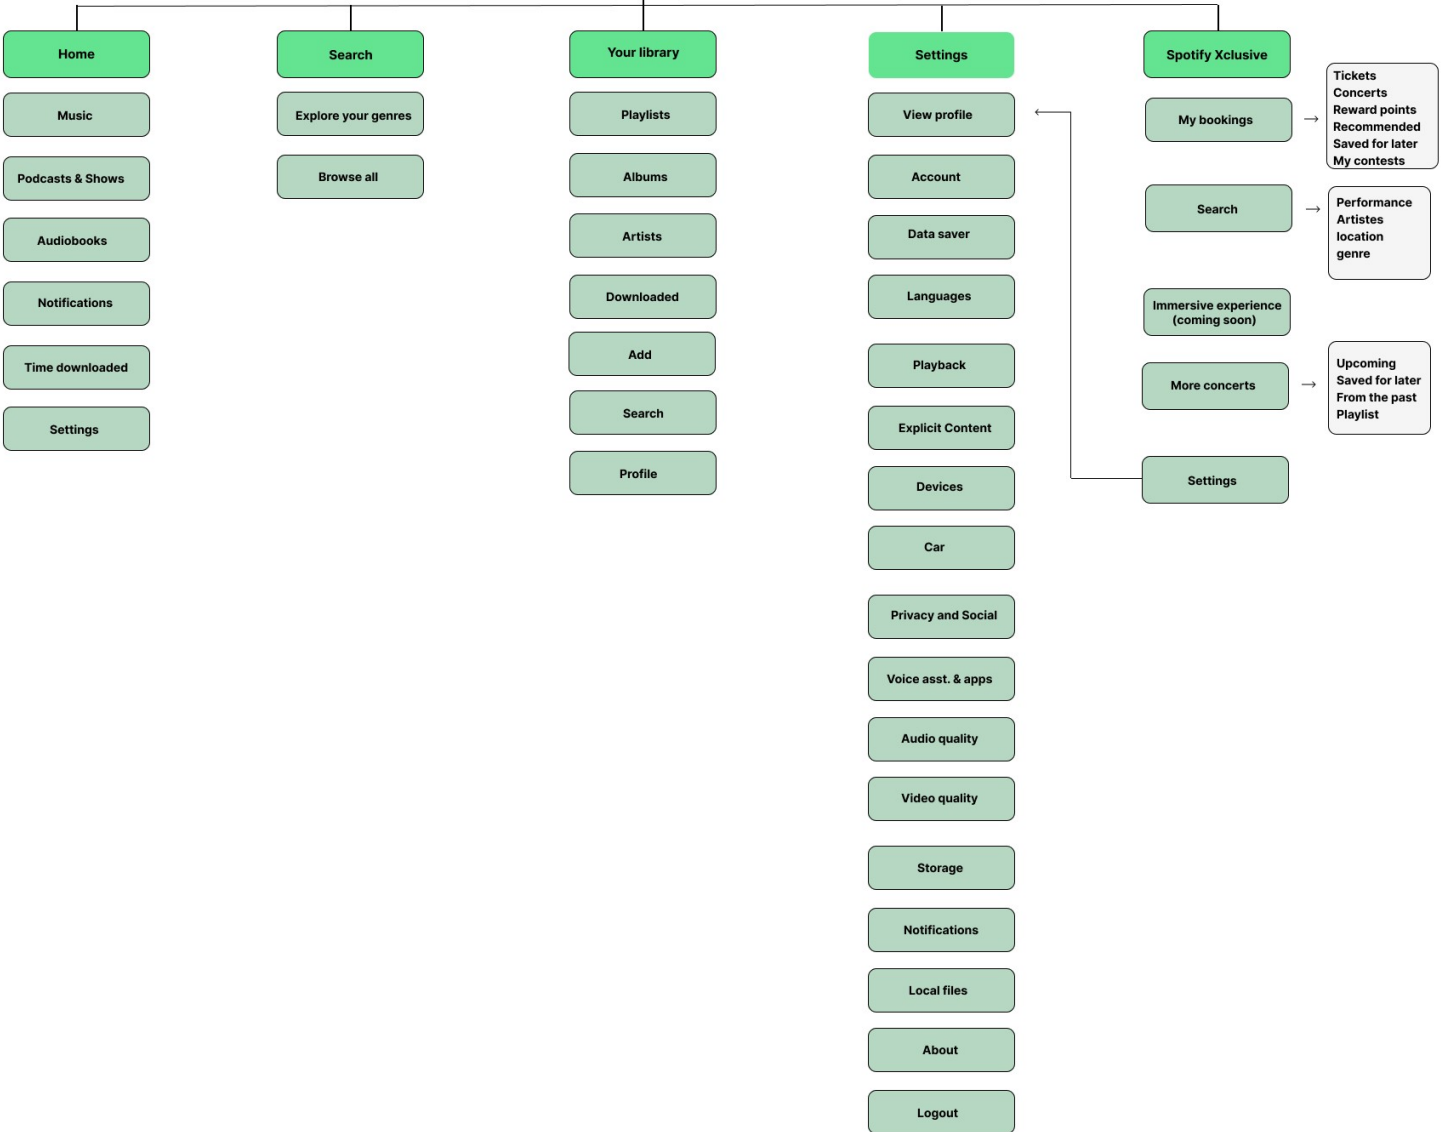 Home
Music
Podcasts & Shows
Audiobooks
Notifications
Time downloaded
Settings
Search
Explore your genres
Browse all
Your library
Playlists
Albums
Artists
Downloaded
Add
Search
Profile
Settings
View profile
Account
Data saver
Languages
Playback
Explicit Content
Devices
Car
Privacy and Social
Voice asst. & apps
Audio quality
Video quality
Storage
Notifications
Local files
About
Logout
Spotify Xclusive
My bookings
Tickets
Concerts
Reward points
Recommended
Saved for later
My contests
Search
Performance
Artistes
location
genre
Immersive experience
(coming soon)
More concerts
Upcoming
Saved for later
From the past
Playlist
Settings